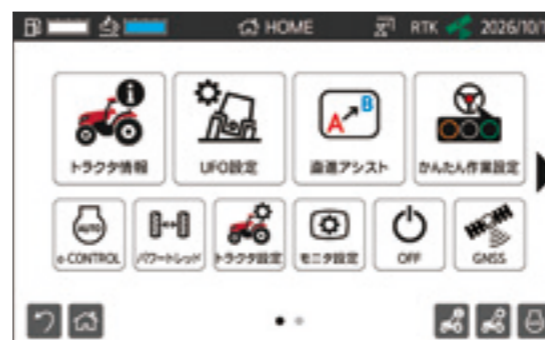 HOME RTK 2026/10/1
トラクタ情報 UFO設定 直進アシスト かんたん作業設定
A B
AUTO
e-CONTROL パワートレッド トラクタ設定 モニタ設定 OFF GNSS